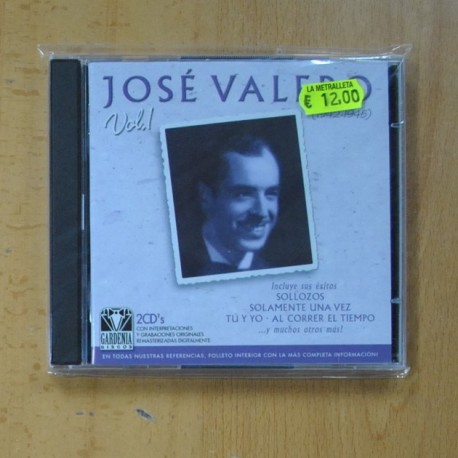 JOSÉ VALERO
LA METRALLETA
€ 12.00
Vol.1
Incluye sus éxitos
SOLLOZOS
SOLAMENTE UNA VEZ
TÚ Y YO - AL CORRER EL TIEMPO
...y muchos otros más!
GARDENIA
DISCOS
2CD's
CON INTERPRETACIONES
Y GRABACIONES ORIGINALES
REMASTERIZADAS DIGITALMENTE
EN TODAS NUESTRAS REFERENCIAS, FOLLETO INTERIOR CON LA MÁS COMPLETA INFORMACIÓN!